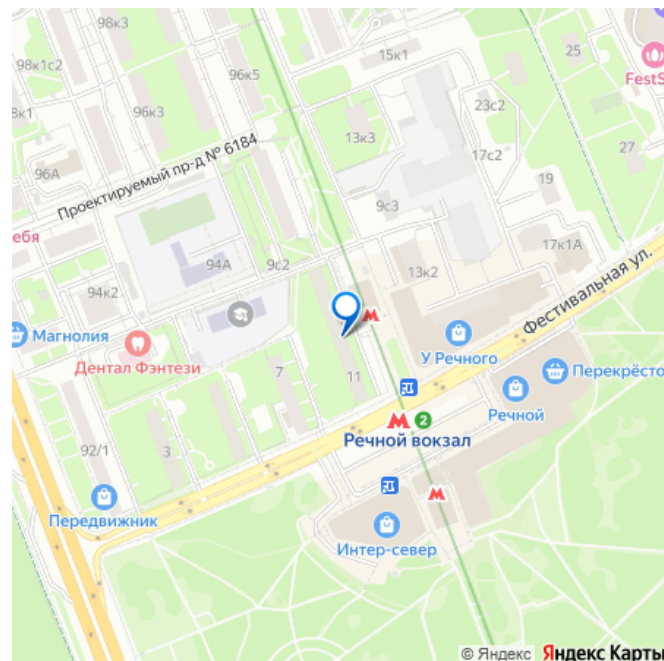 98к3
98к1с2
96к5
15к1
25
FestS
8к1
96к3
23с2
13к3
17с2
27
96А
Проектируемый пр-д № 6184
19
ебя
9с3
17к1А
94А
9с2
13к2
94к2
Фестивальная ул.
Магнолия
У Речного
Дентал Фэнтези
7
Перекрёсто
11
Речной
2
Речной вокзал
92/1
3
Передвижник
Интер-север
© Яндекс Яндекс Карты